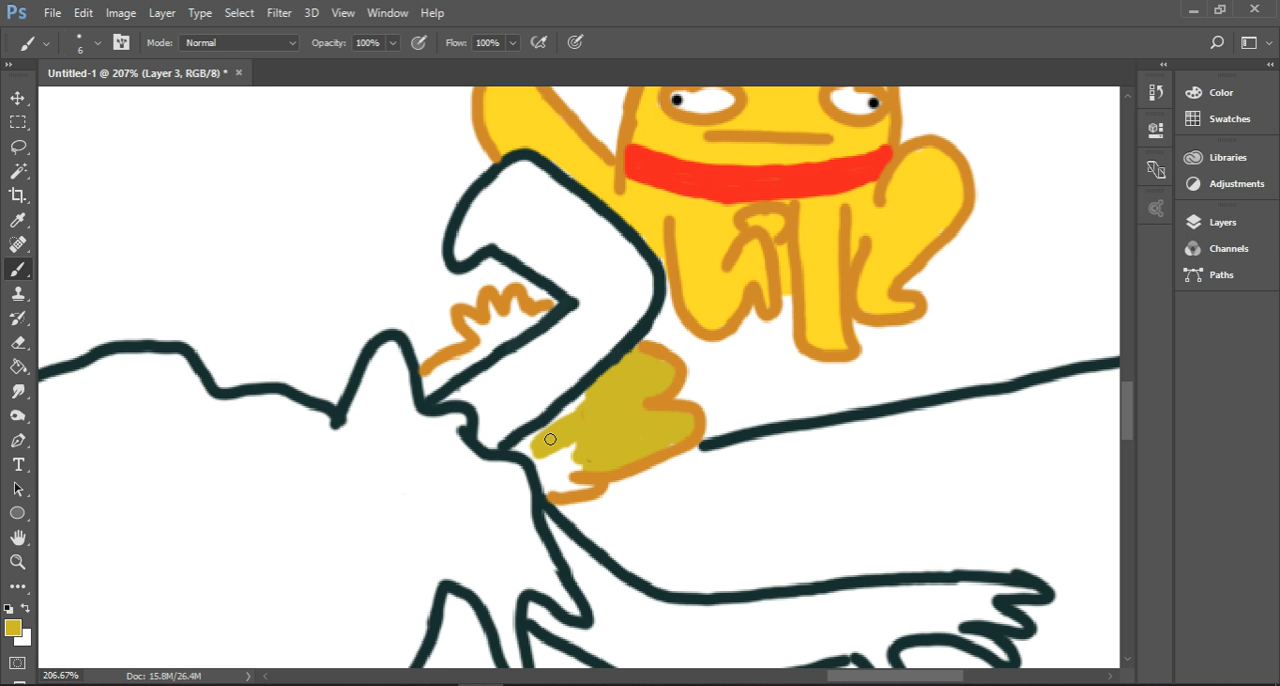 Ps File Edit Image Layer Type Select Filter 3D View Window Help
6 Mode: Normal Opacity: 100% Flow: 100%
Untitled-1 @ 207% (Layer 3, RGB/8) *
Color
Swatches
Libraries
Adjustments
Layers
Channels
Paths
206.67% Doc: 15.8M/26.4M